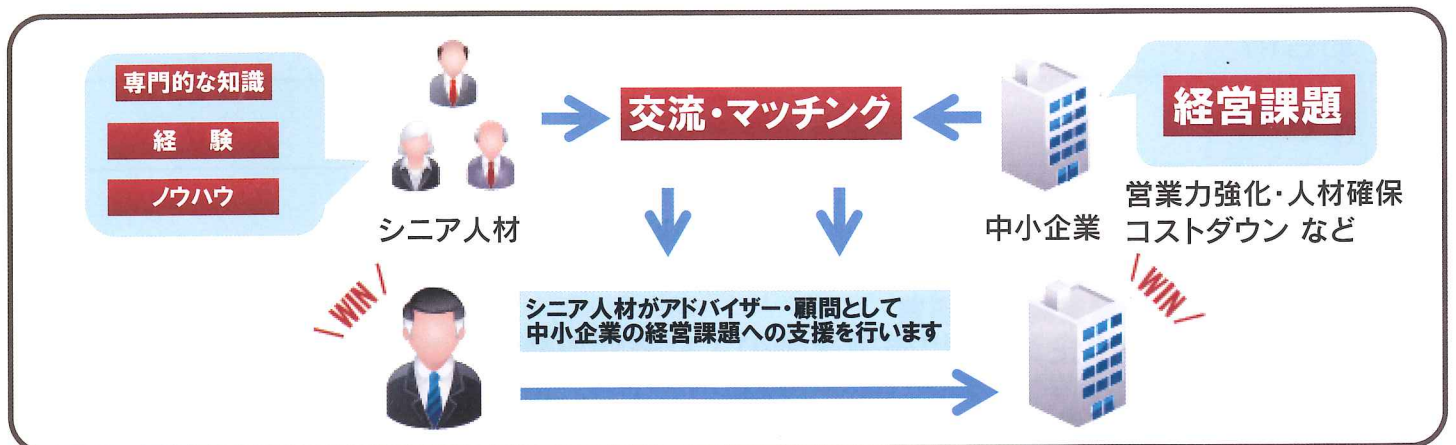 専門的な知識
経 験
ノウハウ
シニア人材
交流・マッチング
中小企業
経営課題
営業力強化・人材確保
コストダウン など
WIN
シニア人材がアドバイザー・顧問として
中小企業の経営課題への支援を行います
WIN